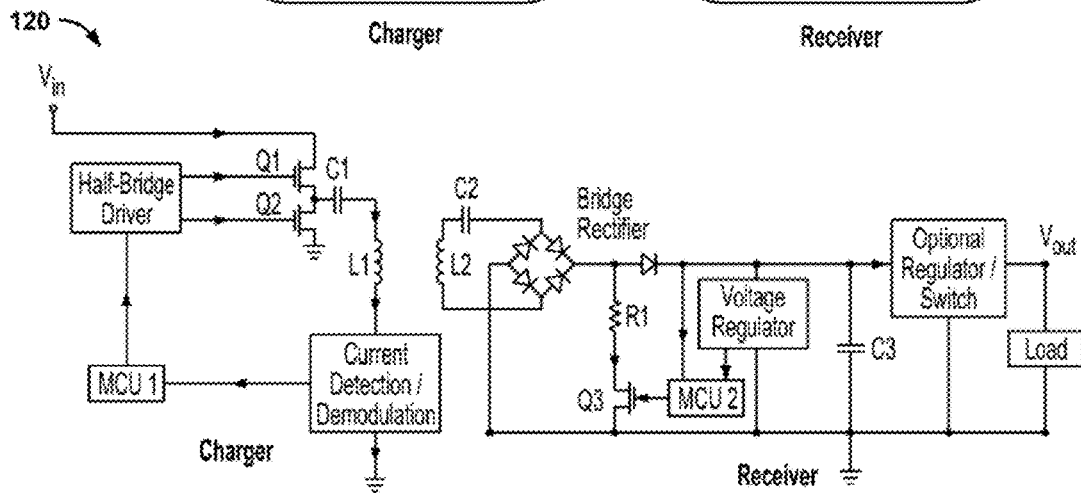 Charger
Receiver
120
Vin
Q1
Q2
C1
Half-Bridge
Driver
L1
C2
L2
Bridge
Rectifier
R1
Voltage
Regulator
Optional
Regulator /
Switch
Vout
C3
Load
MCU 1
Current
Detection /
Demodulation
Q3
MCU 2
Charger
Receiver